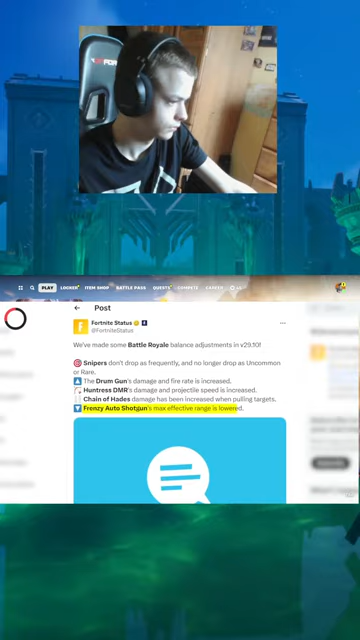 PLAY LOCKER ITEM SHOP BATTLE PASS QUESTS COMPETE CAREER
Post
Fortnite Status
@FortniteStatus
We've made some Battle Royale balance adjustments in v29.10!
Snipers don't drop as frequently, and no longer drop as Uncommon
or Rare.
The Drum Gun's damage and fire rate is increased.
Huntress DMR's damage and projectile speed is increased.
Chain of Hades damage has been increased when pulling targets.
Frenzy Auto Shotgun's max effective range is lowered.